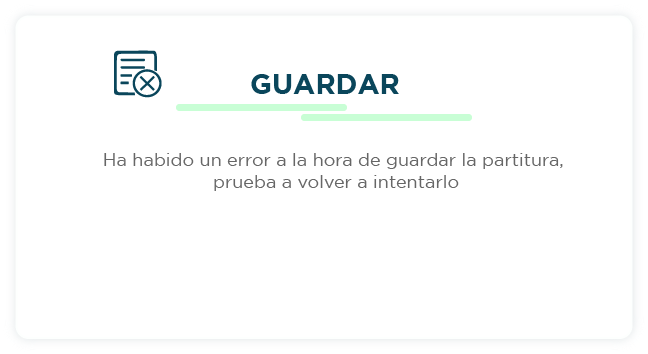 GUARDAR
Ha habido un error a la hora de guardar la partitura,
prueba a volver a intentarlo